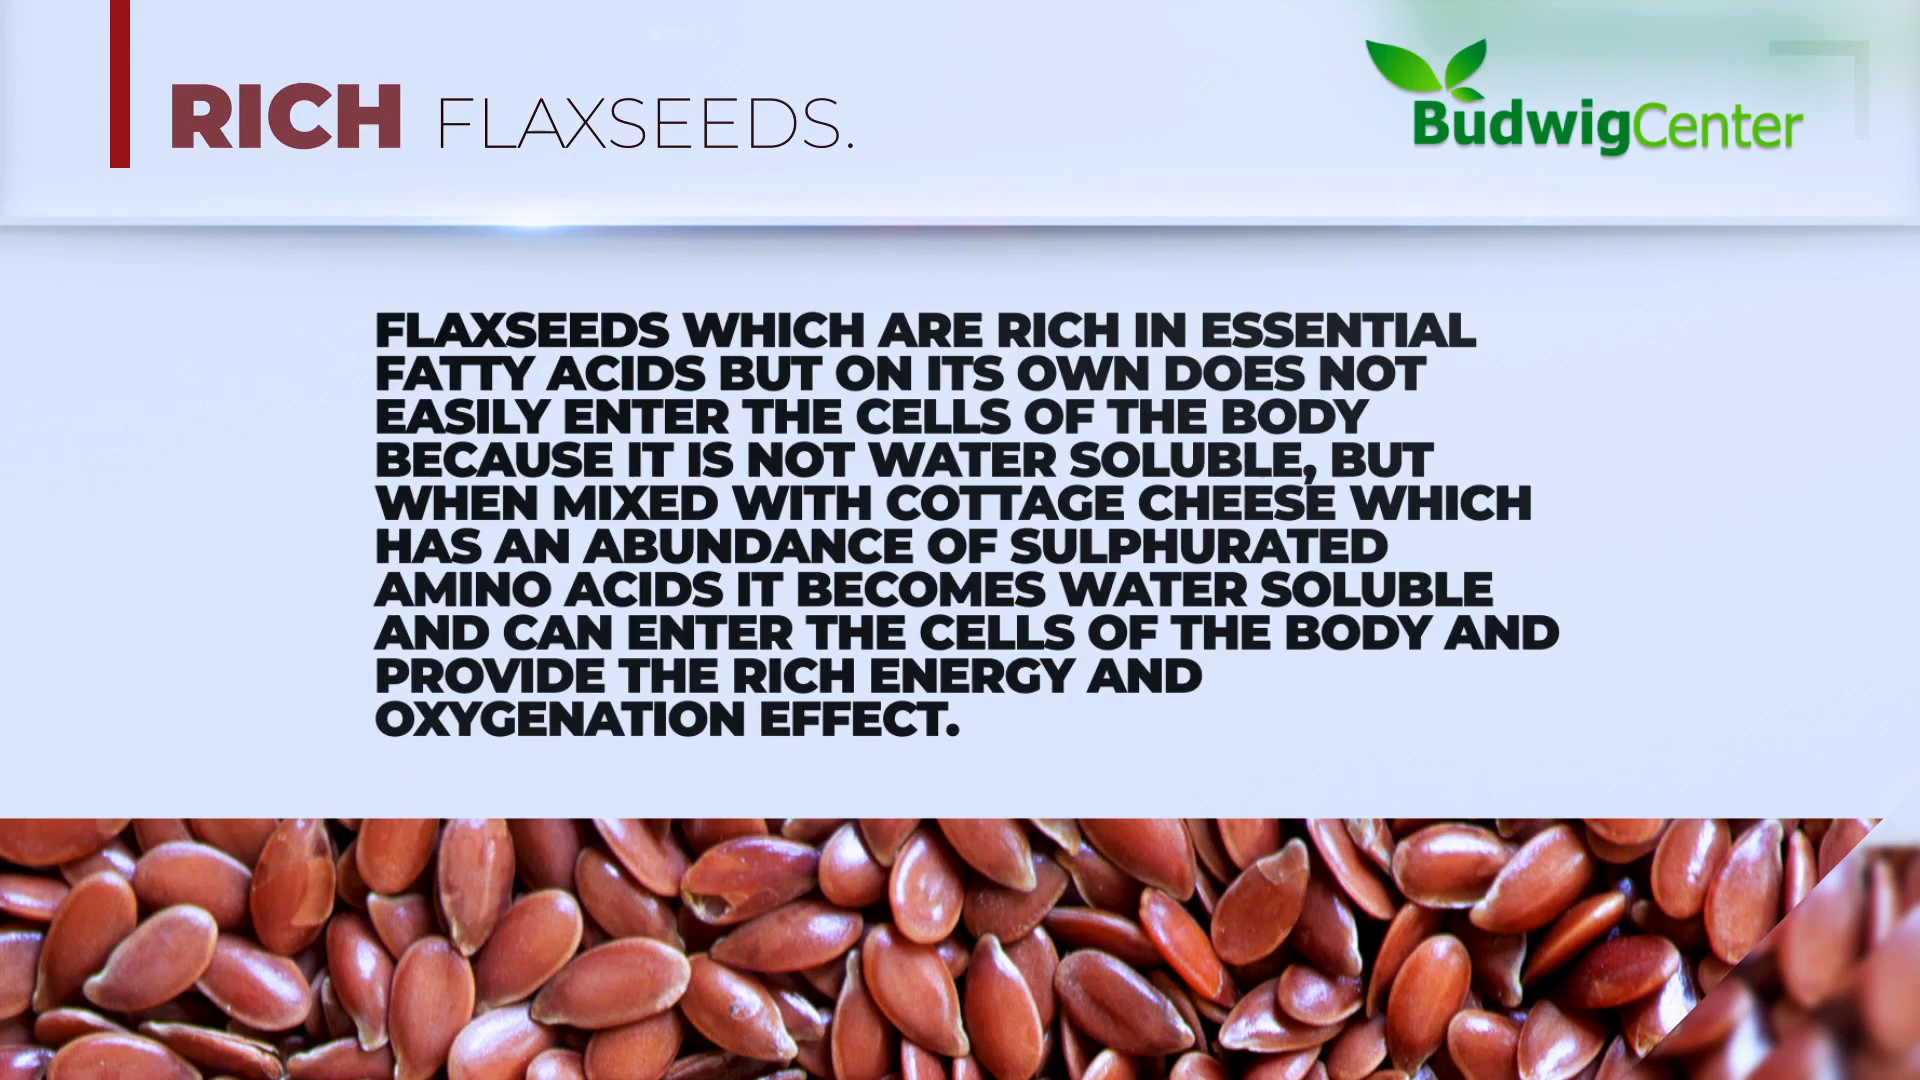 RICH FLAXSEEDS.
BudwigCenter
FLAXSEEDS WHICH ARE RICH IN ESSENTIAL
FATTY ACIDS BUT ON ITS OWN DOES NOT
EASILY ENTER THE CELLS OF THE BODY
BECAUSE IT IS NOT WATER SOLUBLE, BUT
WHEN MIXED WITH COTTAGE CHEESE WHICH
HAS AN ABUNDANCE OF SULPHURATED
AMINO ACIDS IT BECOMES WATER SOLUBLE
AND CAN ENTER THE CELLS OF THE BODY AND
PROVIDE THE RICH ENERGY AND
OXYGENATION EFFECT.